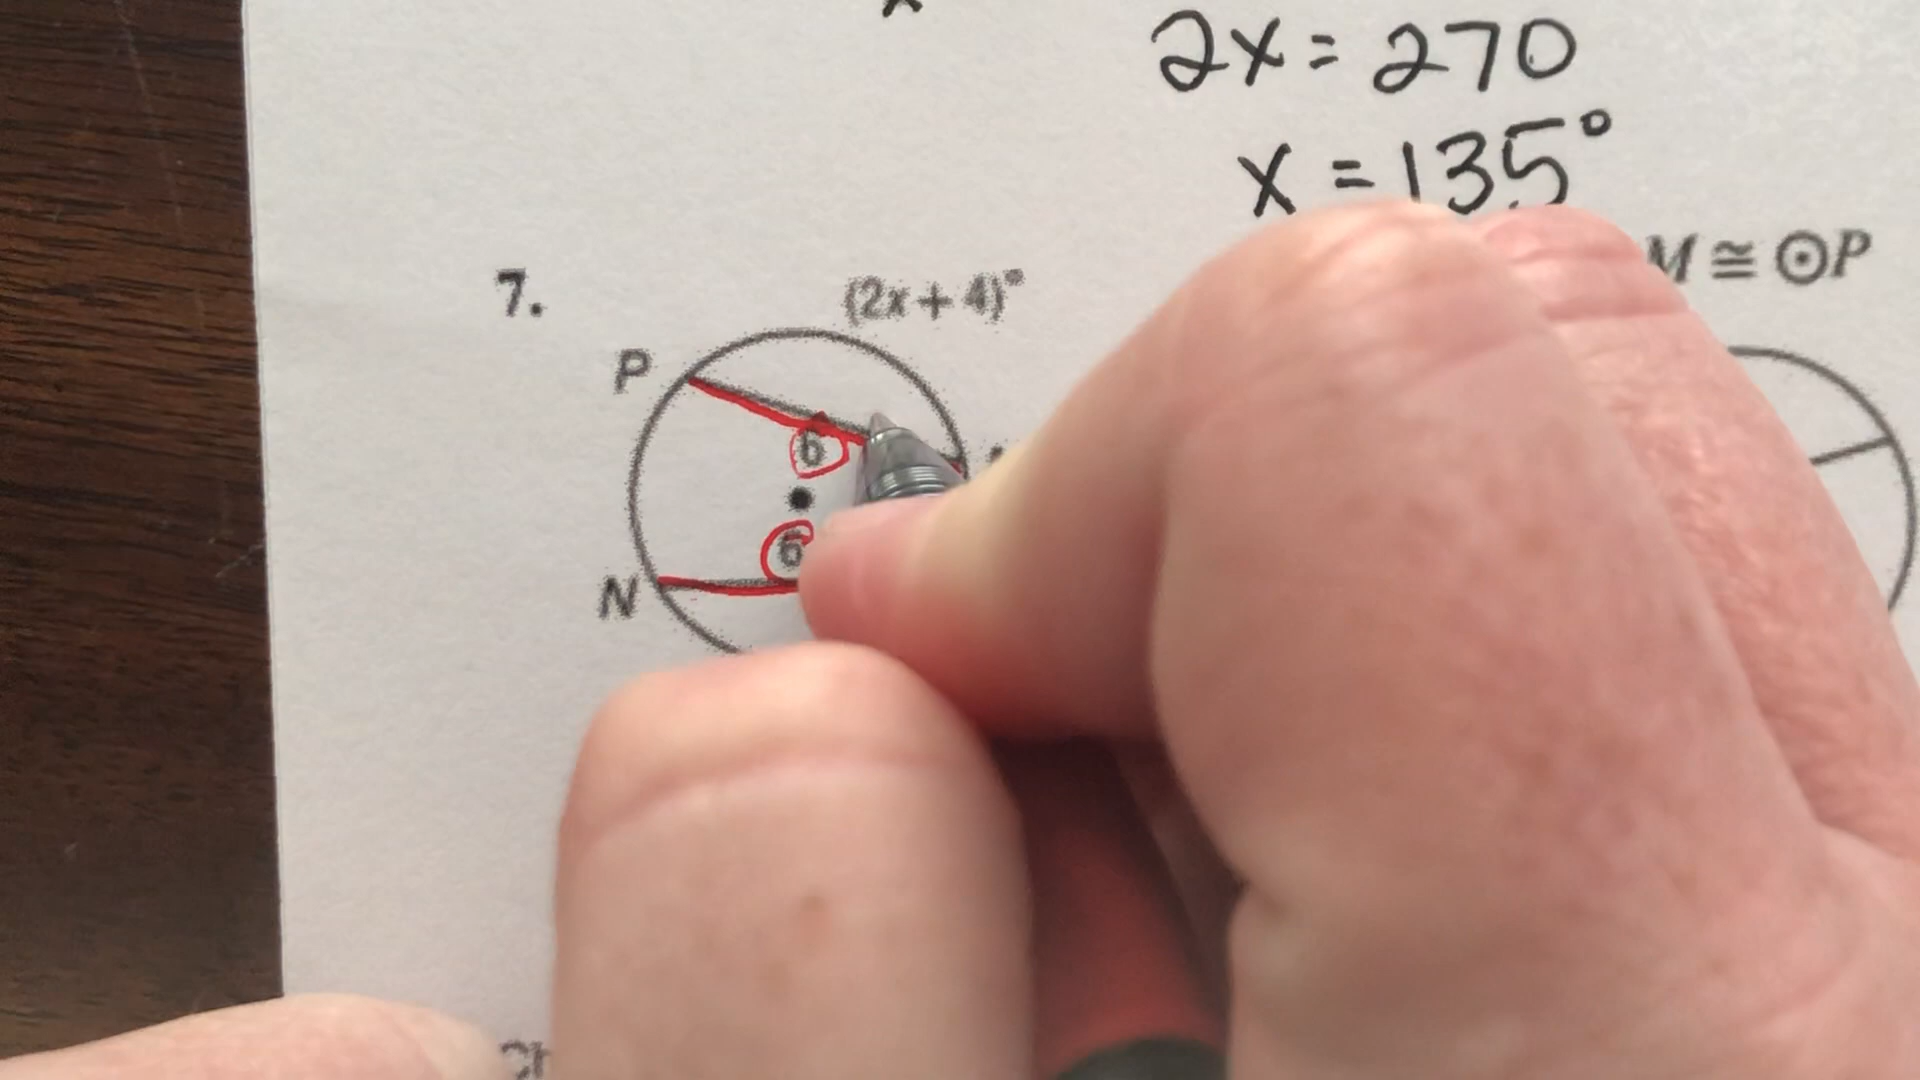 2x = 270
x = 135°
7.
(2x + 4)°
M ≅ ⊙P
P
6
6
N